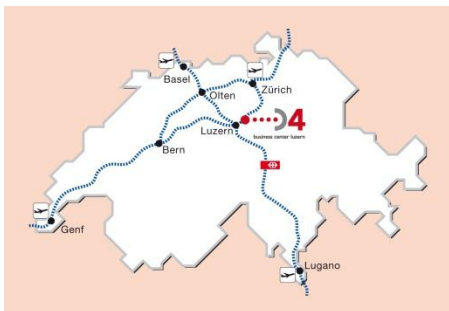 Basel
Olten
Zürich
D4
business center luzern
Luzern
Bern
Genf
Lugano